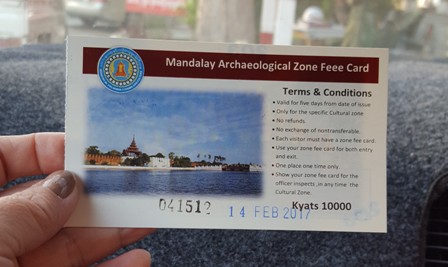 Mandalay Archaeological Zone Feee Card
Terms & Conditions
• Valid for five days from date of issue
• Only for the specific Cultural zone
• No refunds.
• No exchange of nontransferable.
• Each visitor must have a zone fee card.
• Use your zone fee card for both entry
and exit.
• One place one time only.
• Show your zone fee card for the
officer inspects ,in any time the
Cultural Zone.
Kyats 10000
041512
14 FEB 2017